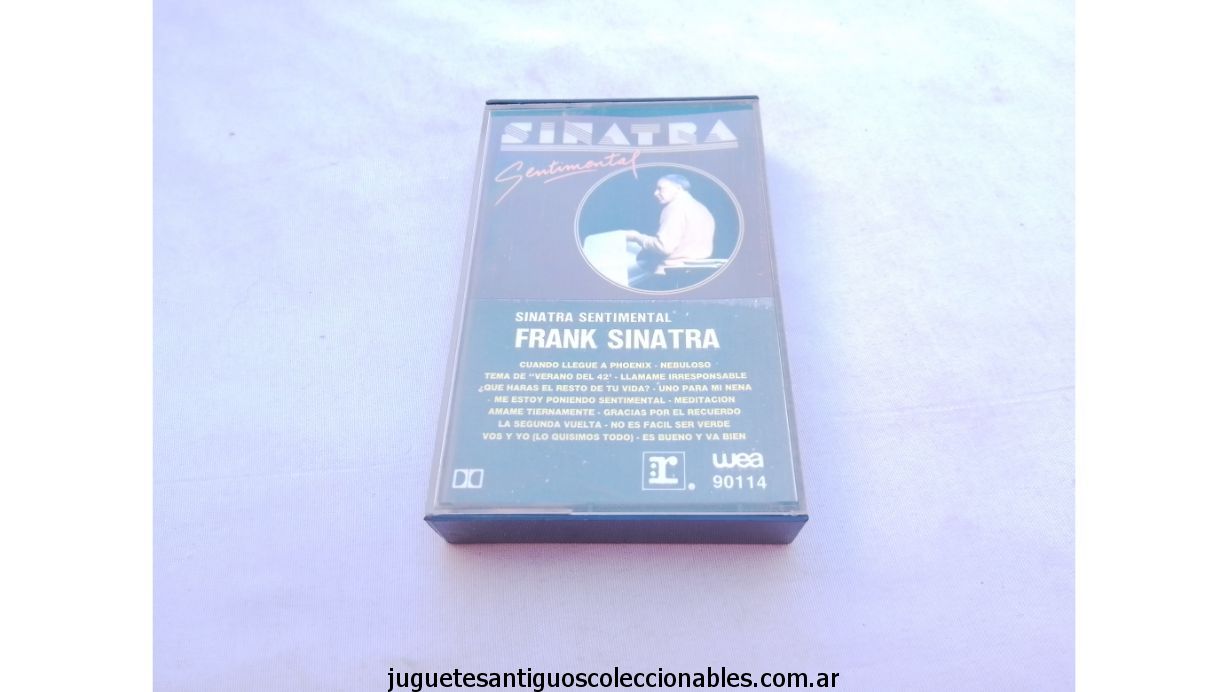 SINATRA
Sentimental
SINATRA SENTIMENTAL
FRANK SINATRA
CUANDO LLEGUE A PHOENIX - NEBULOSO
TEMA DE "VERANO DEL 42' - LLAMAME IRRESPONSABLE
¿QUE HARAS EL RESTO DE TU VIDA? - UNO PARA MI NENA
- ME ESTOY PONIENDO SENTIMENTAL - MEDITACION
AMAME TIERNAMENTE - GRACIAS POR EL RECUERDO
LA SEGUNDA VUELTA - NO ES FACIL SER VERDE
VOS Y YO (LO QUISIMOS TODO) - ES BUENO Y VA BIEN
r.
wea
90114
juguetesantiguoscoleccionables.com.ar